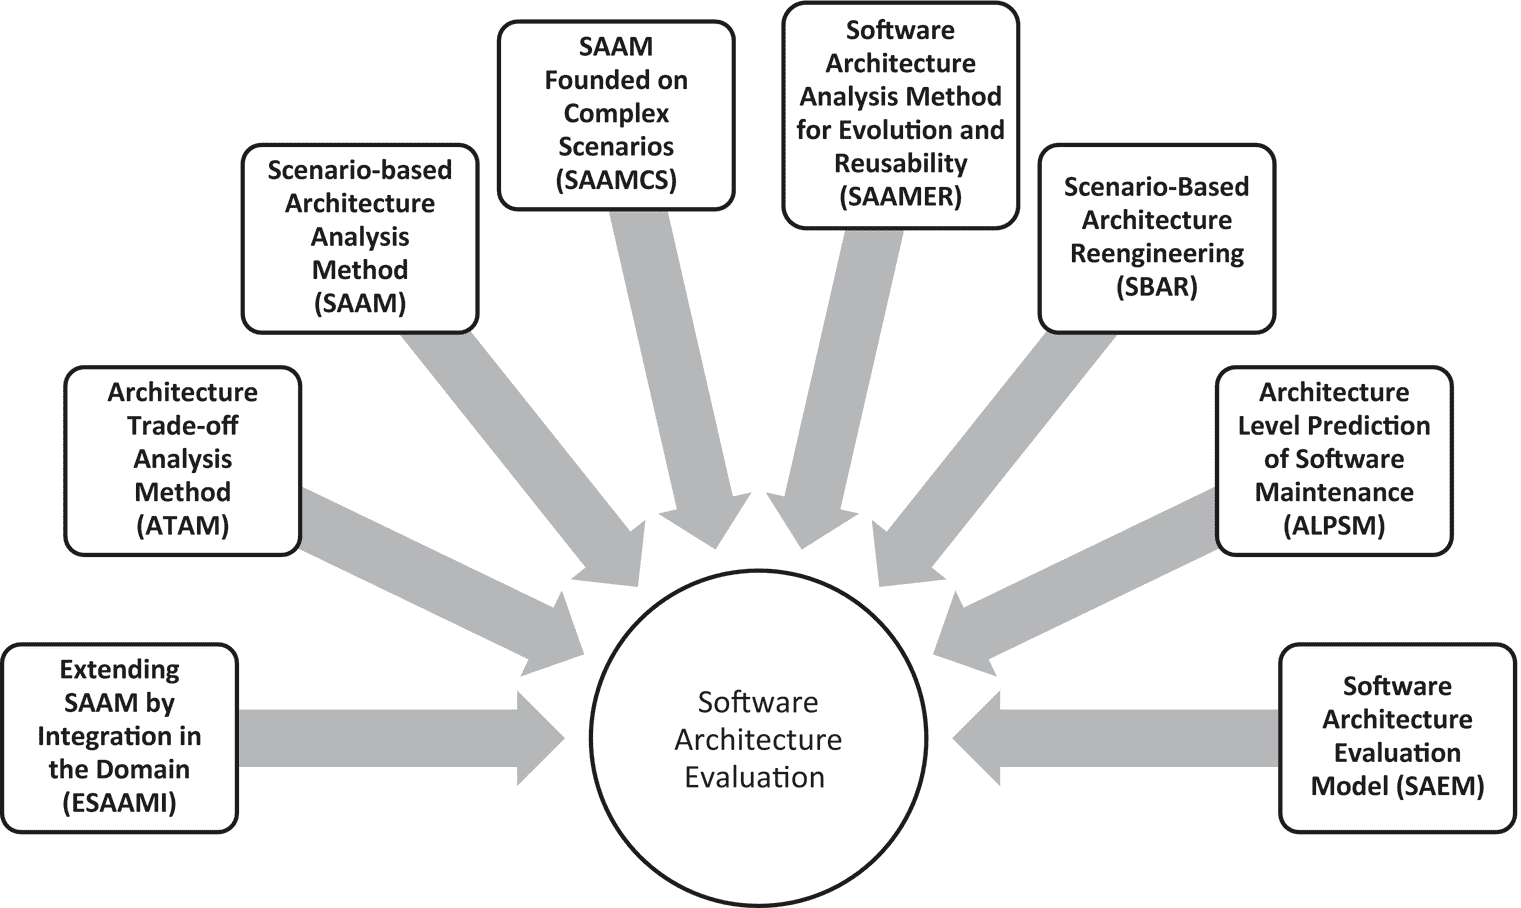 Software
Architecture
Analysis Method
for Evolution and
Reusability
(SAAMER)
SAAM
Founded on
Complex
Scenarios
(SAAMCS)
Scenario-based
Architecture
Analysis
Method
(SAAM)
Scenario-Based
Architecture
Reengineering
(SBAR)
Architecture
Trade-off
Analysis
Method
(ATAM)
Architecture
Level Prediction
of Software
Maintenance
(ALPSM)
Extending
SAAM by
Integration in
the Domain
(ESAAMI)
Software
Architecture
Evaluation
Software
Architecture
Evaluation
Model (SAEM)